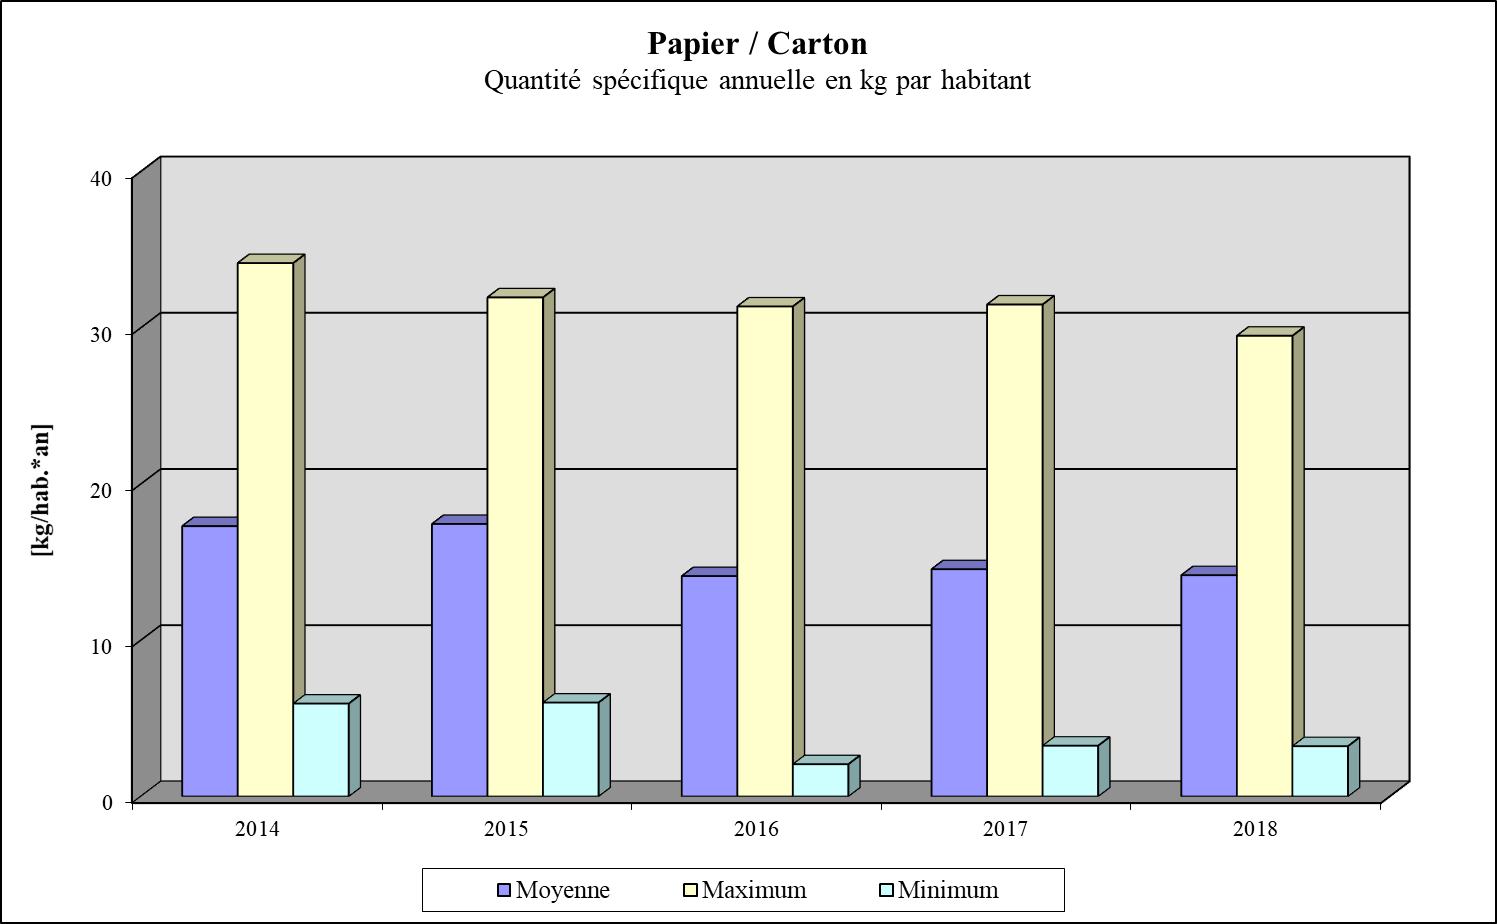 Papier / Carton
Quantité spécifique annuelle en kg par habitant
40
30
20
10
0
[kg/hab.*an]
2014 2015 2016 2017 2018
Moyenne Maximum Minimum